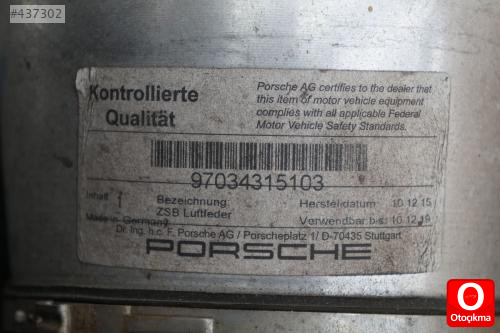 #437302
Kontrollierte
Qualität
Porsche AG certifies to the dealer that
this item of motor vehicle equipment
complies with all applicable Federal
Motor Vehicle Safety Standards.
97034315103
Inhalt 1 Bezeichnung Herstelldatum 10.12.15
ZSB Luftfeder
Made in Germany Verwendbar bis: 10.12.19
Dr. Ing. h.c. F. Porsche AG / Porscheplatz 1/ D-70435 Stuttgart
PORSCHE
O
Otoçıkma